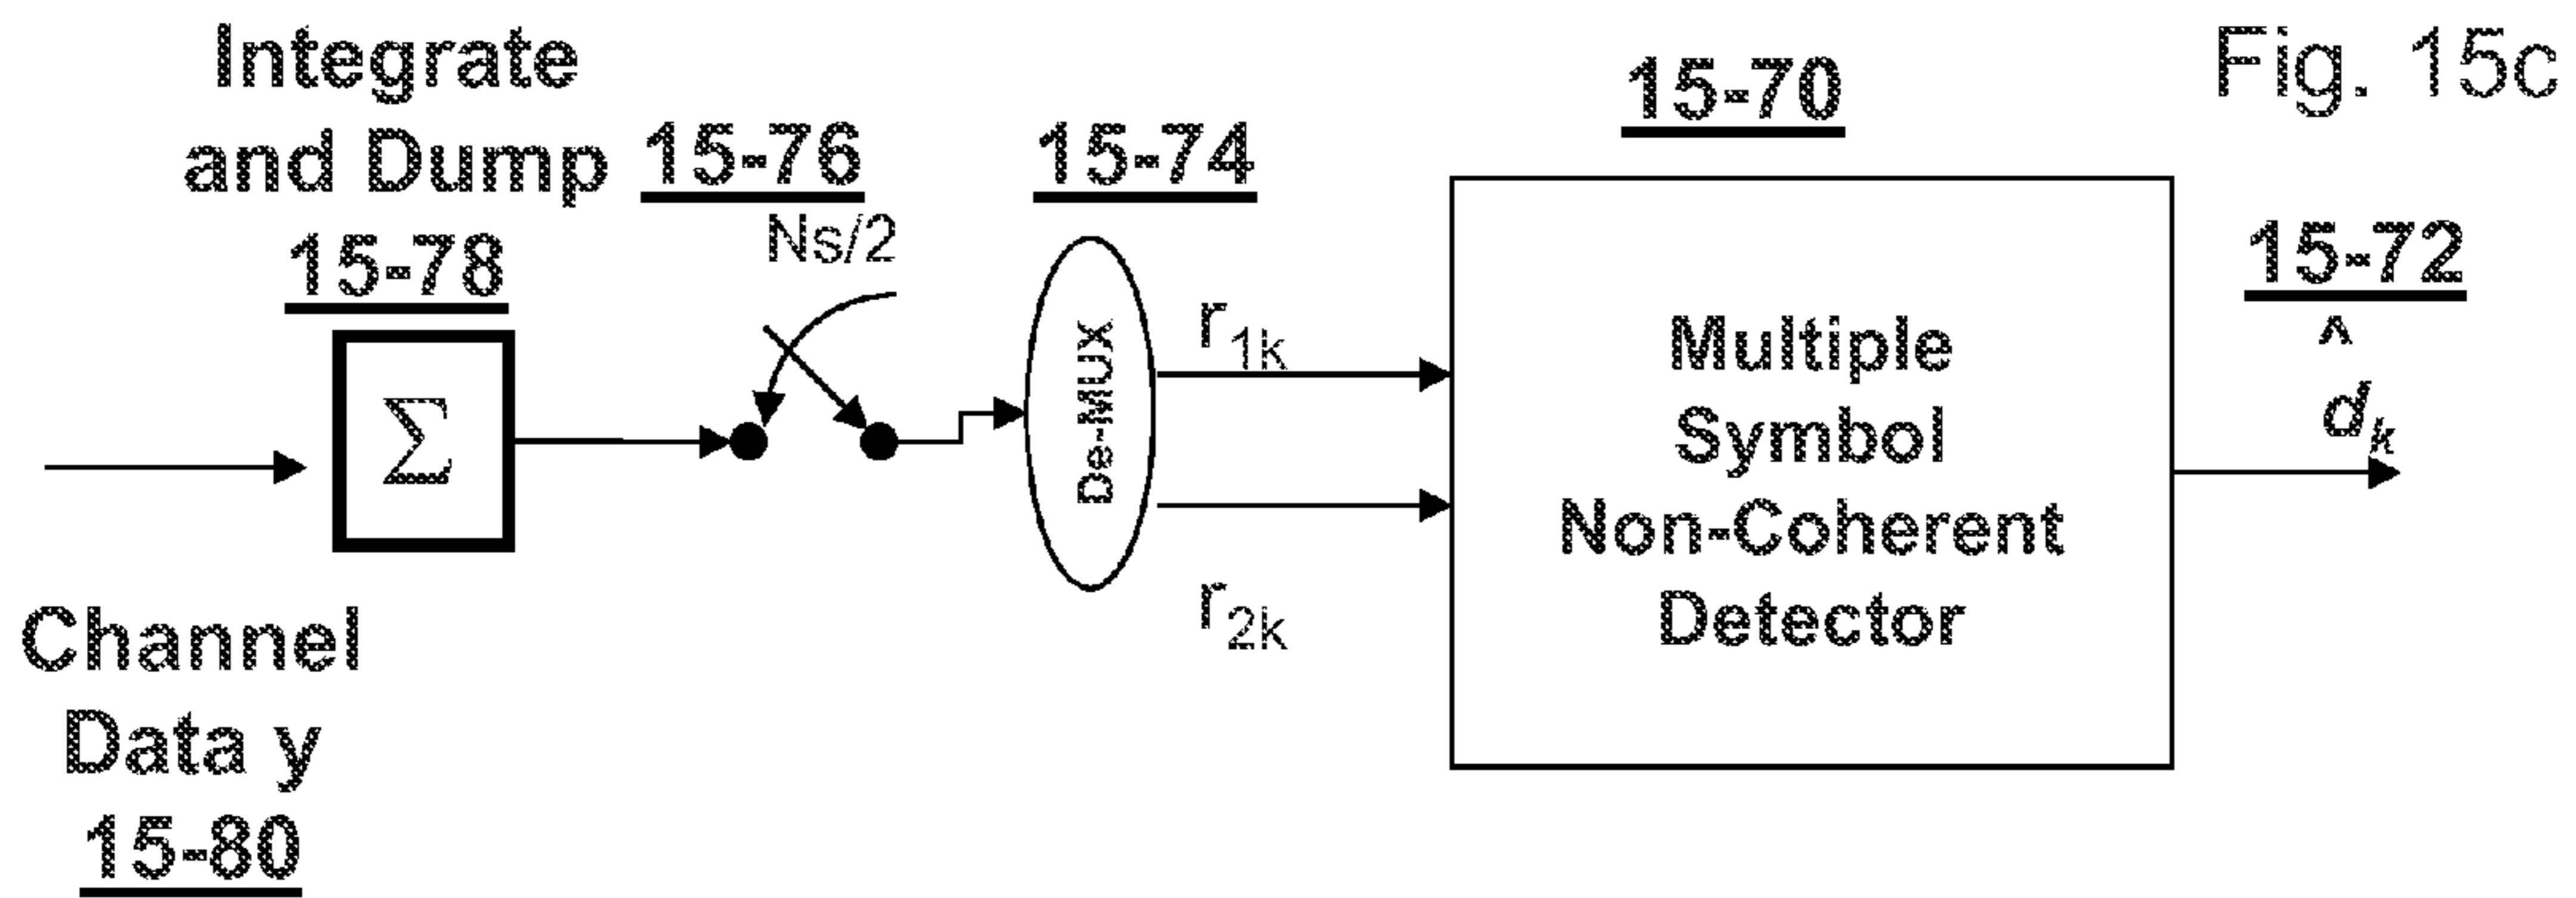 Fig. 15c
Integrate
and Dump
15-78
15-76
Ns/2
15-74
15-70
15-72
Σ
De-MUX
r1k
r2k
Multiple
Symbol
Non-Coherent
Detector
^
dk
Channel
Data y
15-80